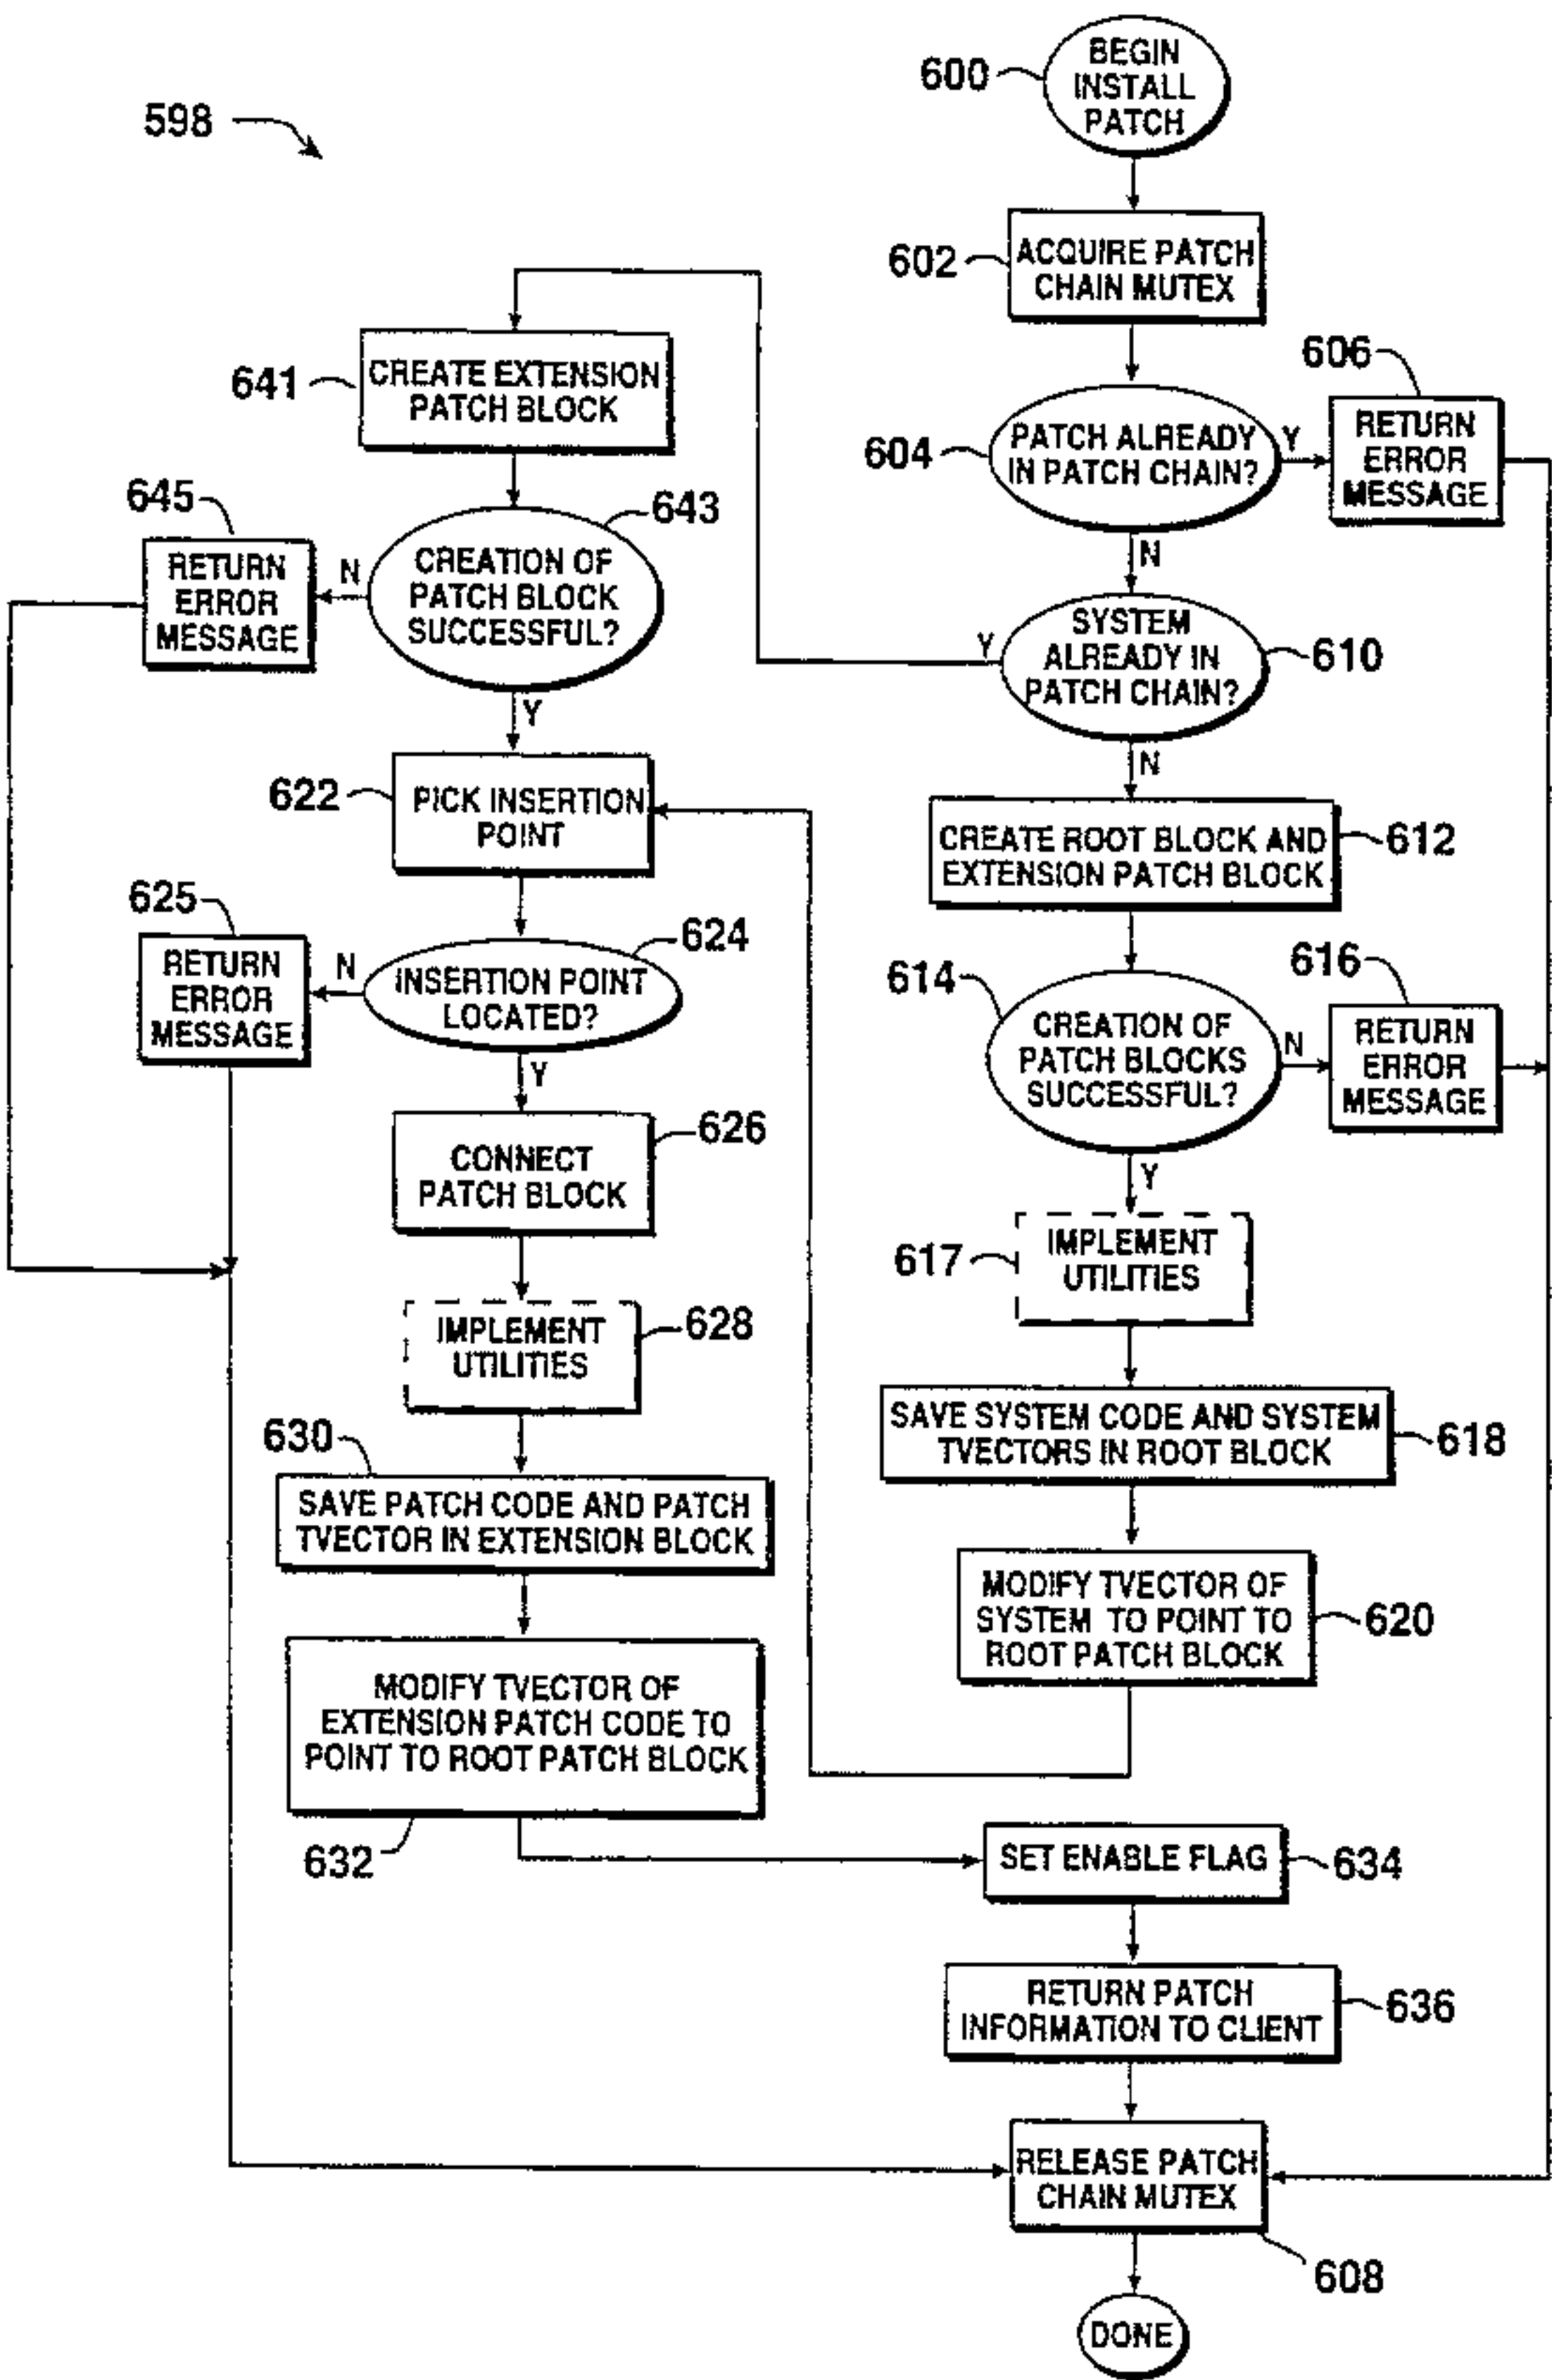 598
600
BEGIN
INSTALL
PATCH
602
ACQUIRE PATCH
CHAIN MUTEX
604
PATCH ALREADY
IN PATCH CHAIN?
Y
606
RETURN
ERROR
MESSAGE
N
SYSTEM
ALREADY IN
PATCH CHAIN?
610
Y
641
CREATE EXTENSION
PATCH BLOCK
643
CREATION OF
PATCH BLOCK
SUCCESSFUL?
N
645
RETURN
ERROR
MESSAGE
Y
N
612
CREATE ROOT BLOCK AND
EXTENSION PATCH BLOCK
614
CREATION OF
PATCH BLOCKS
SUCCESSFUL?
N
616
RETURN
ERROR
MESSAGE
Y
617
IMPLEMENT
UTILITIES
SAVE SYSTEM CODE AND SYSTEM
TVECTORS IN ROOT BLOCK
618
MODIFY TVECTOR OF
SYSTEM TO POINT TO
ROOT PATCH BLOCK
620
622
PICK INSERTION
POINT
624
INSERTION POINT
LOCATED?
N
625
RETURN
ERROR
MESSAGE
Y
626
CONNECT
PATCH BLOCK
IMPLEMENT
UTILITIES
628
630
SAVE PATCH CODE AND PATCH
TVECTOR IN EXTENSION BLOCK
MODIFY TVECTOR OF
EXTENSION PATCH CODE TO
POINT TO ROOT PATCH BLOCK
632
SET ENABLE FLAG
634
RETURN PATCH
INFORMATION TO CLIENT
636
RELEASE PATCH
CHAIN MUTEX
608
DONE